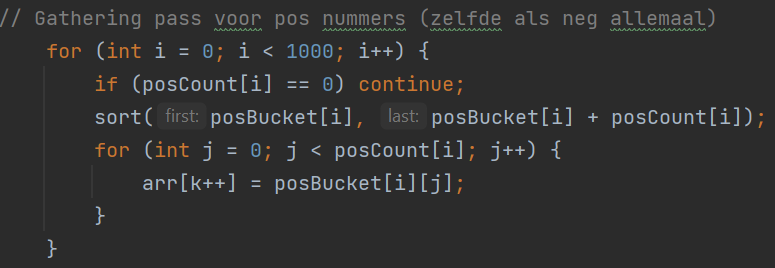 // Gathering pass voor pos nummers (zelfde als neg allemaal)
for (int i = 0; i < 1000; i++) {
if (posCount[i] == 0) continue;
sort( first: posBucket[i], last: posBucket[i] + posCount[i]);
for (int j = 0; j < posCount[i]; j++) {
arr[k++] = posBucket[i][j];
}
}